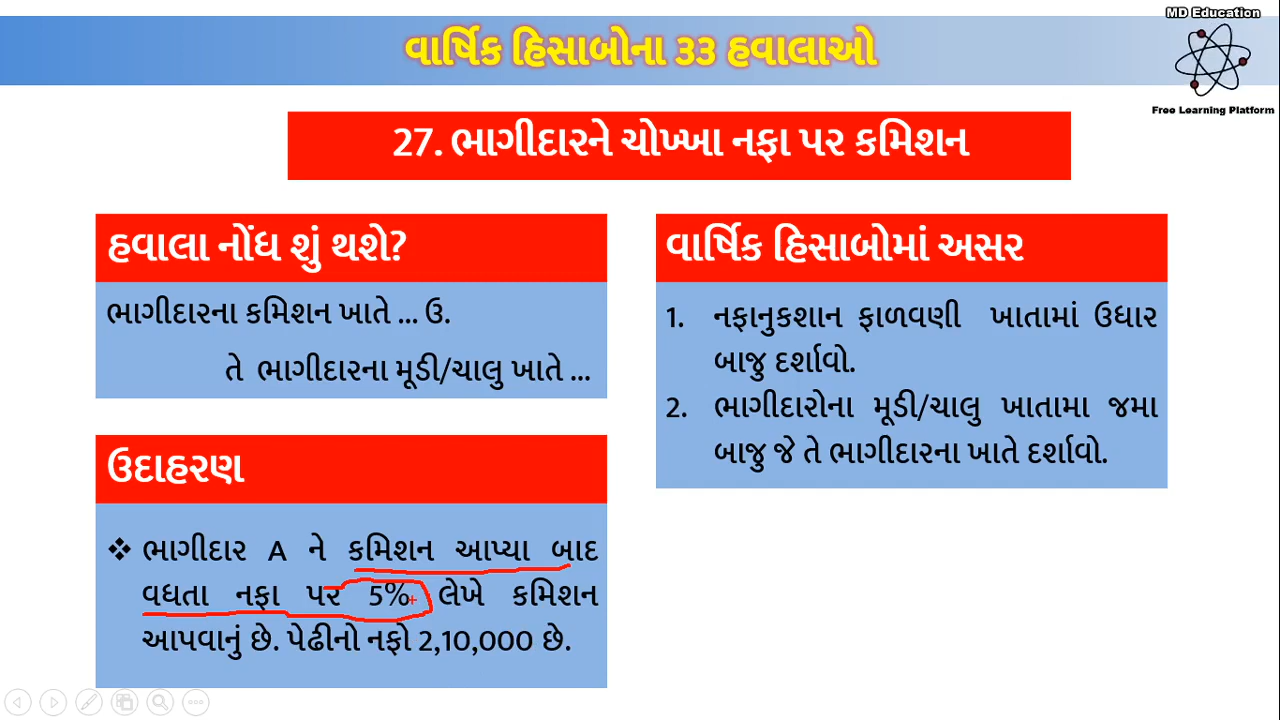 MD Education
વાર્ષિક હિસાબોના ૩૩ હવાલાઓ
Free Learning Platform
27. ભાગીદારને ચોખ્ખા નફા પર કમિશન
હવાલા નોંધ શું થશે?
ભાગીદારના કમિશન ખાતે ... ઉ.
તે ભાગીદારના મૂડી/ચાલુ ખાતે ...
ઉદાહરણ
❖ ભાગીદાર A ને કમિશન આપ્યા બાદ
વધતા નફા પર 5% લેખે કમિશન
આપવાનું છે. પેઢીનો નફો 2,10,000 છે.
વાર્ષિક હિસાબોમાં અસર
1. નફાનુકશાન ફાળવણી ખાતામાં ઉધાર
બાજુ દર્શાવો.
2. ભાગીદારોના મૂડી/ચાલુ ખાતામા જમા
બાજુ જે તે ભાગીદારના ખાતે દર્શાવો.